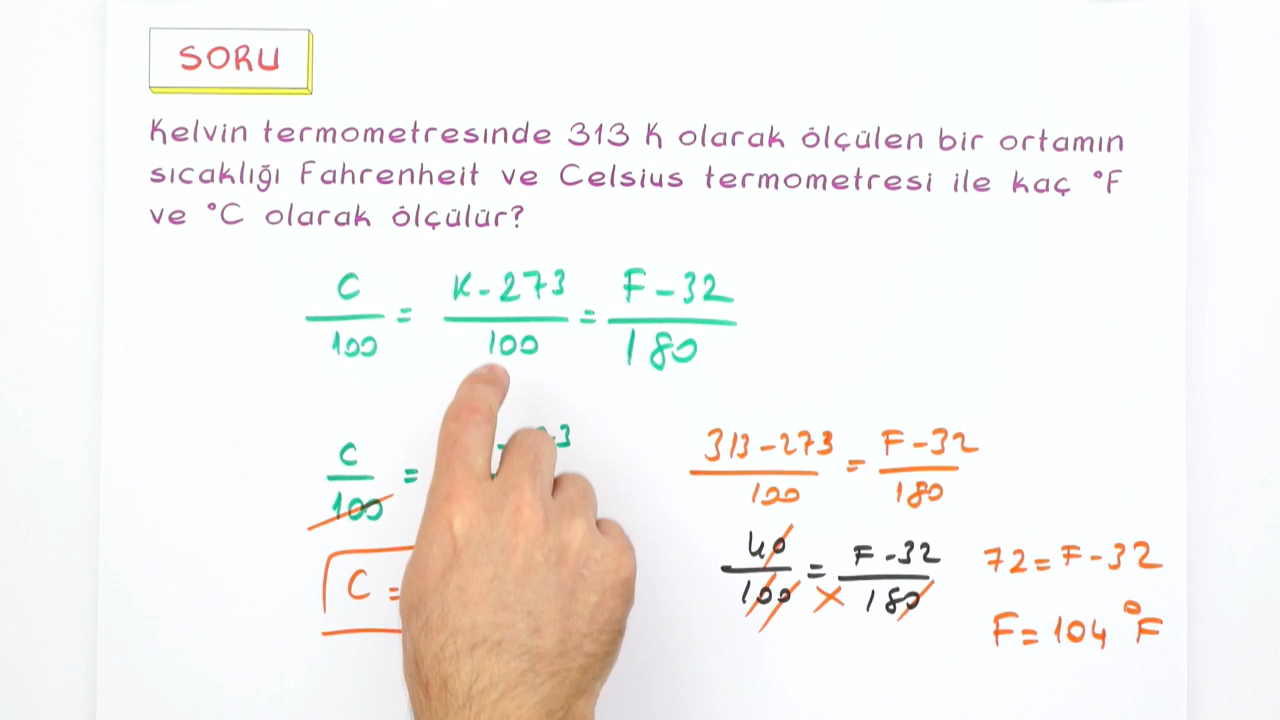 SORU
Kelvin termometresinde 313 K olarak ölçülen bir ortamın
sıcaklığı Fahrenheit ve Celsius termometresi ile kaç °F
ve °C olarak ölçülür?
C/100 = K-273/100 = F-32/180
C/100 =
C =
313-273/100 = F-32/180
40/100 = F-32/180
72 = F-32
F = 104 °F